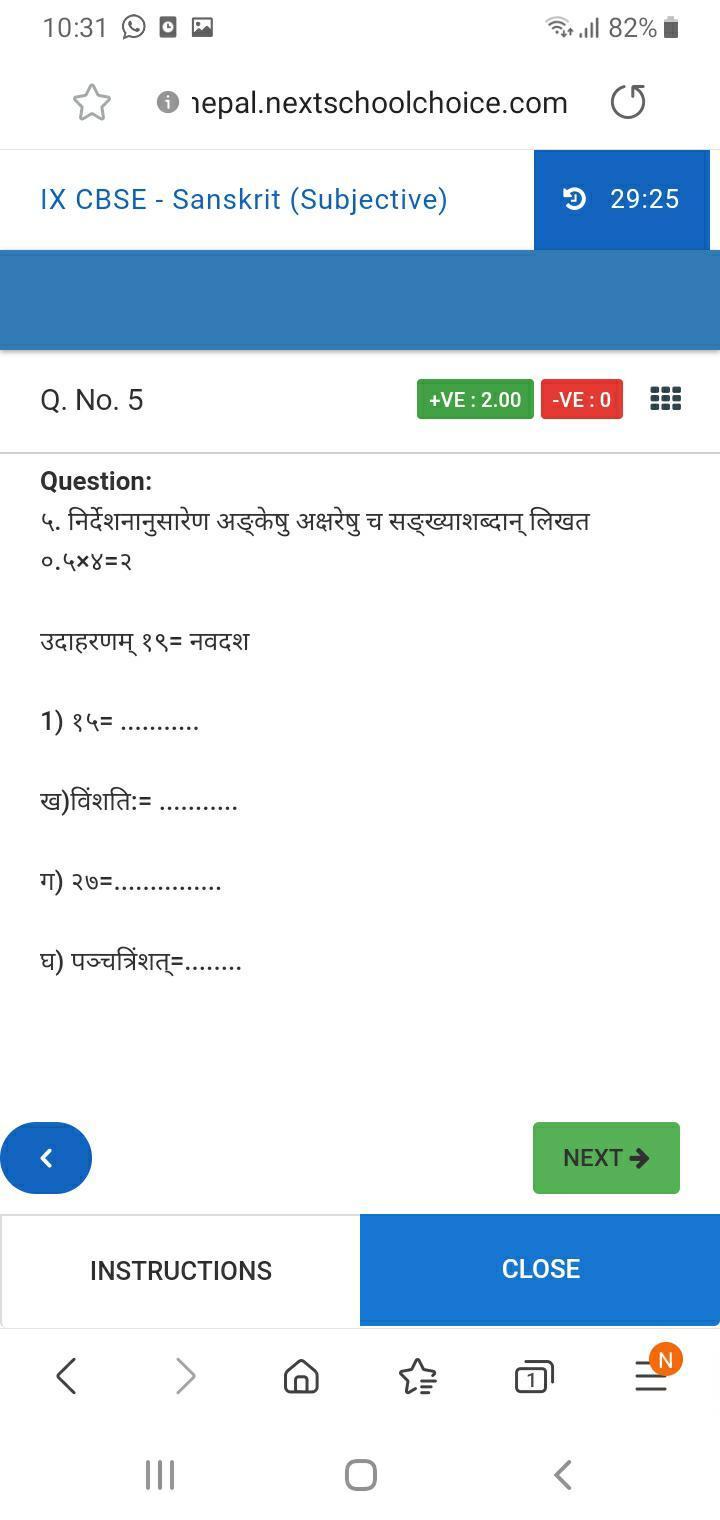 10:31 82%
nepal.nextschoolchoice.com
IX CBSE - Sanskrit (Subjective) 29:25
Q. No. 5 +VE : 2.00 -VE : 0
Question:
५. निर्देशनानुसारेण अङ्केषु अक्षरेषु च सङ्ख्याशब्दान् लिखत
०.५×४=२
उदाहरणम् १९= नवदश
1) १५= ...........
ख)विंशति:= ...........
ग) २७=...............
घ) पञ्चत्रिंशत्=........
NEXT
INSTRUCTIONS CLOSE
1 N